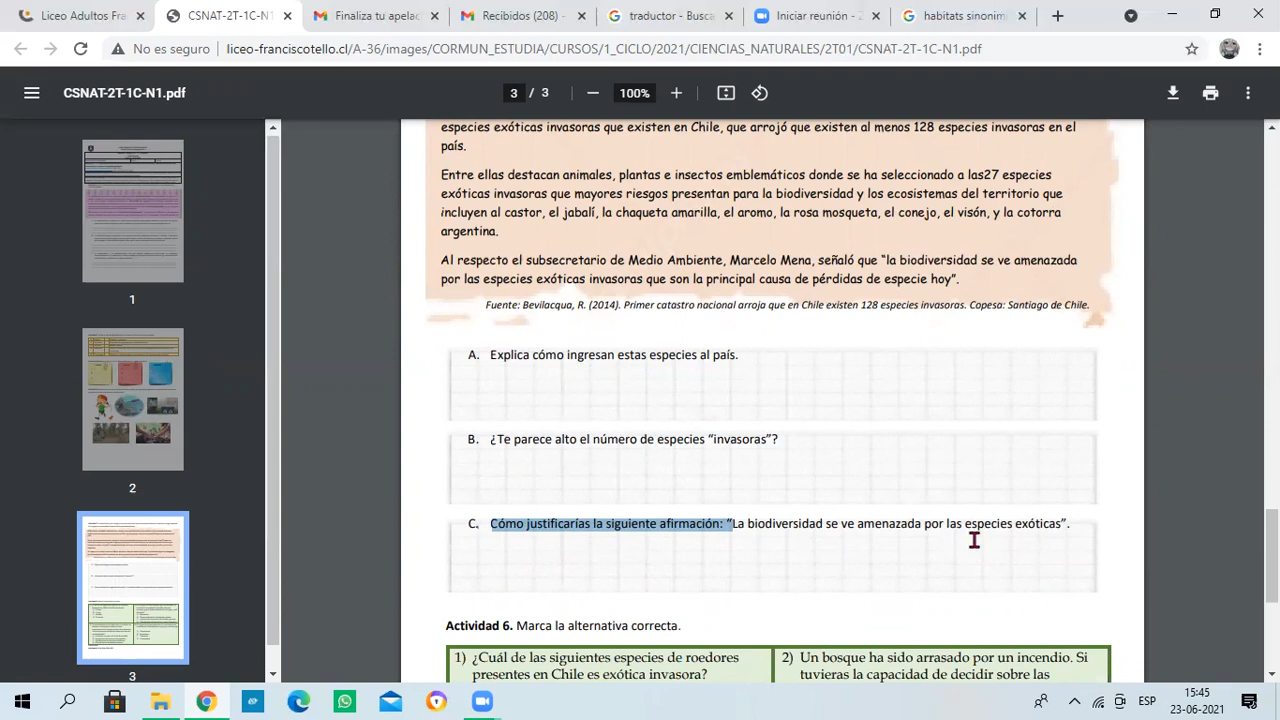 Liceo Adultos Fran
CSNAT-2T-1C-N1
Finaliza tu apelac
Recibidos (208) -
traductor - Busca
Iniciar reunión - Z
habitats sinonim
No es seguro
liceo-franciscotello.cl/A-36/images/CORMUN_ESTUDIA/CURSOS/1_CICLO/2021/CIENCIAS_NATURALES/2T01/CSNAT-2T-1C-N1.pdf
CSNAT-2T-1C-N1.pdf
3 / 3
100%
especies exóticas invasoras que existen en Chile, que arrojó que existen al menos 128 especies invasoras en el
país.
Entre ellas destacan animales, plantas e insectos emblemáticos donde se ha seleccionado a las27 especies
exóticas invasoras que mayores riesgos presentan para la biodiversidad y los ecosistemas del territorio que
incluyen al castor, el jabalí, la chaqueta amarilla, el aromo, la rosa mosqueta, el conejo, el visón, y la cotorra
argentina.
Al respecto el subsecretario de Medio Ambiente, Marcelo Mena, señaló que "la biodiversidad se ve amenazada
por las especies exóticas invasoras que son la principal causa de pérdidas de especie hoy".
Fuente: Bevilacqua, R. (2014). Primer catastro nacional arroja que en Chile existen 128 especies invasoras. Copesa: Santiago de Chile.
A. Explica cómo ingresan estas especies al país.
B. ¿Te parece alto el número de especies "invasoras"?
C. Cómo justificarías la siguiente afirmación: "La biodiversidad se ve amenazada por las especies exóticas".
Actividad 6. Marca la alternativa correcta.
1) ¿Cuál de las siguientes especies de roedores
presentes en Chile es exótica invasora?
2) Un bosque ha sido arrasado por un incendio. Si
tuvieras la capacidad de decidir sobre las
1
2
3
ESP
15:45
23-06-2021